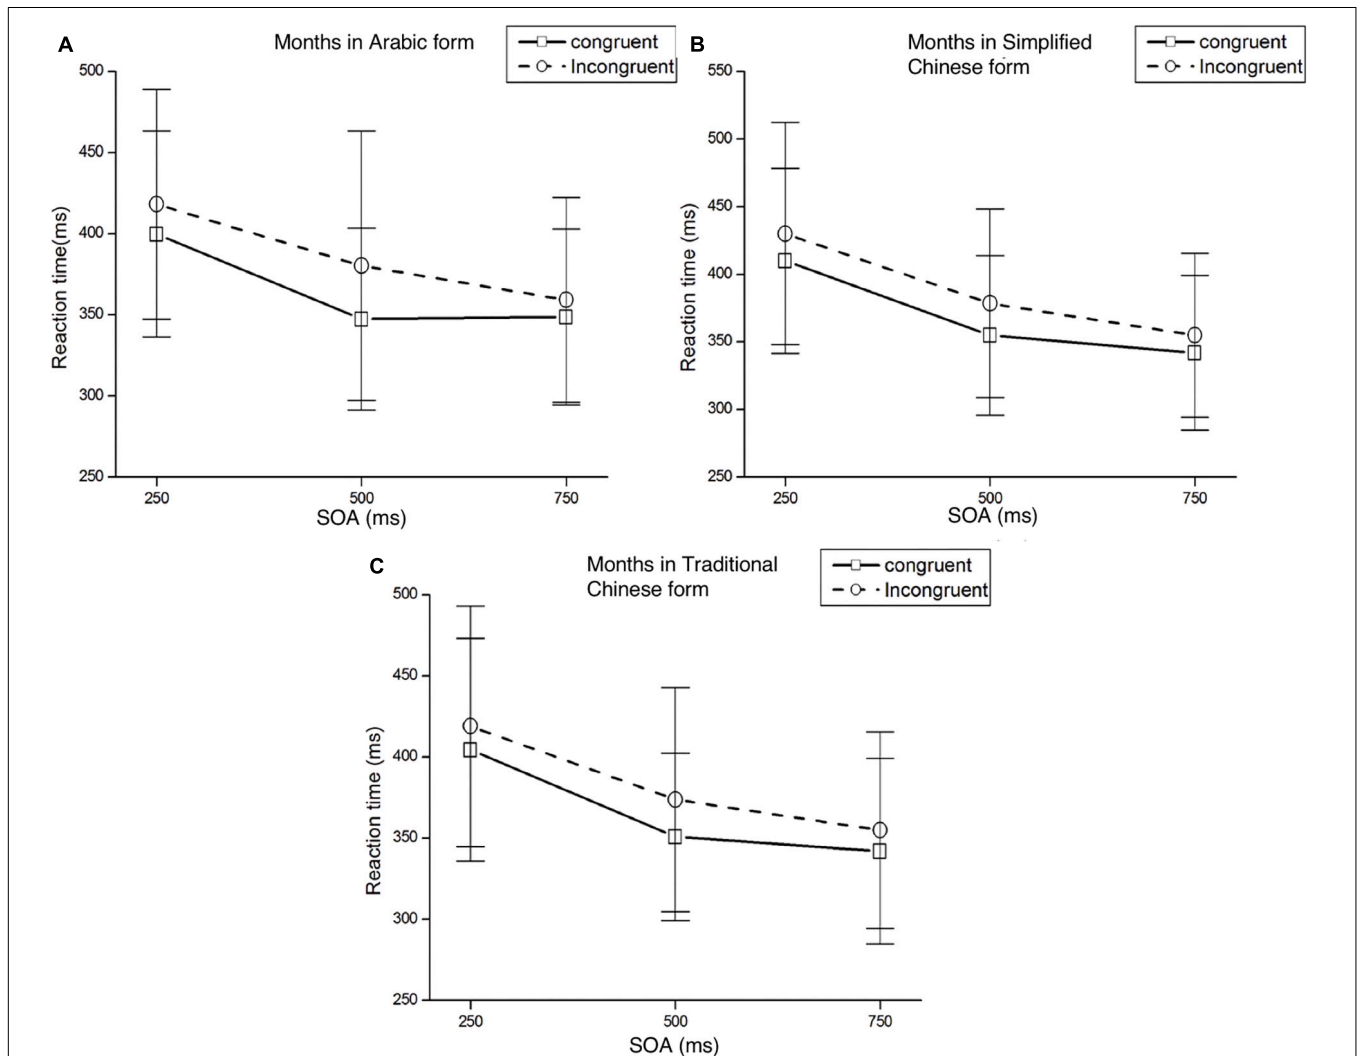 A
Months in Arabic form
congruent
Incongruent
500
450
400
350
300
250
Reaction time(ms)
250
500
750
SOA (ms)
B
Months in Simplified
Chinese form
congruent
Incongruent
550
500
450
400
350
300
250
Reaction time (ms)
250
500
750
SOA (ms)
C
Months in Traditional
Chinese form
congruent
Incongruent
500
450
400
350
300
250
Reaction time (ms)
250
500
750
SOA (ms)